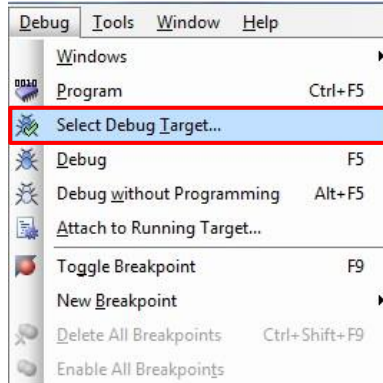 Debug Tools Window Help
Windows
Program Ctrl+F5
Select Debug Target...
Debug F5
Debug without Programming Alt+F5
Attach to Running Target...
Toggle Breakpoint F9
New Breakpoint
Delete All Breakpoints Ctrl+Shift+F9
Enable All Breakpoints